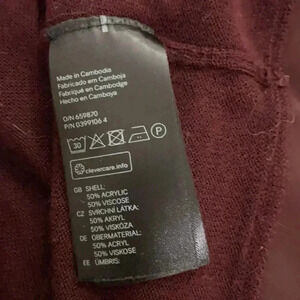 Made in Cambodia
Fabricado em Camboja
Fabriqué en Cambodge
Hecho en Camboya
O/N 659870
P/N 0399106 4
30
P
clevercare.info
GB SHELL:
50% ACRYLIC
50% VISCOSE
CZ SVRCHNÍ LÁTKA:
50% AKRYL
50% VISKÓZA
DE OBERMATERIAL:
50% ACRYL
50% VISKOSE
EE ÜMBRIS: